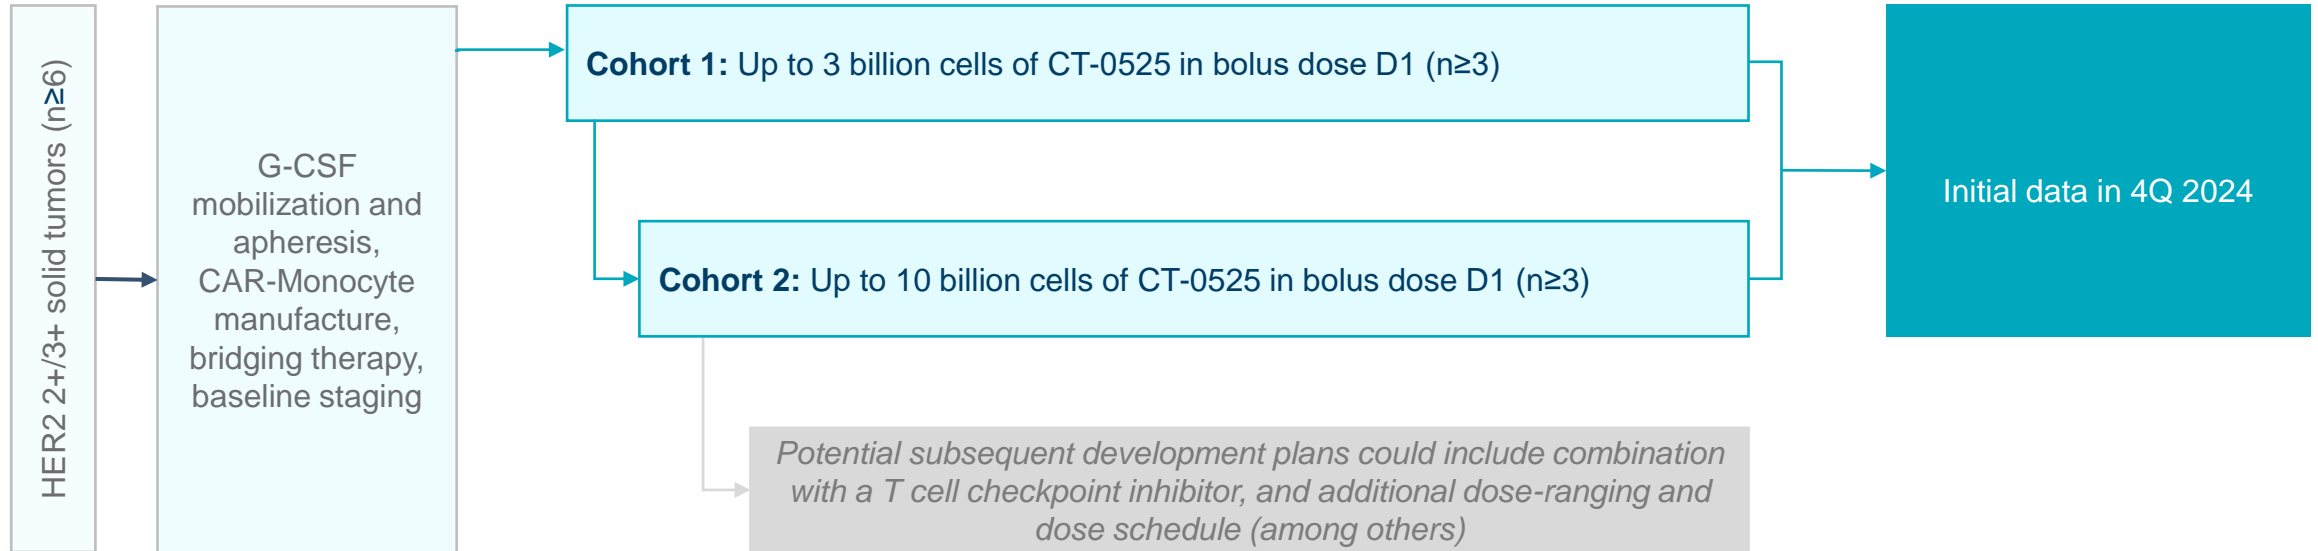 HER2 2+/3+ solid tumors (n≥6)
G-CSF
mobilization and
apheresis,
CAR-Monocyte
manufacture,
bridging therapy,
baseline staging
Cohort 1: Up to 3 billion cells of CT-0525 in bolus dose D1 (n≥3)
Cohort 2: Up to 10 billion cells of CT-0525 in bolus dose D1 (n≥3)
Potential subsequent development plans could include combination
with a T cell checkpoint inhibitor, and additional dose-ranging and
dose schedule (among others)
Initial data in 4Q 2024